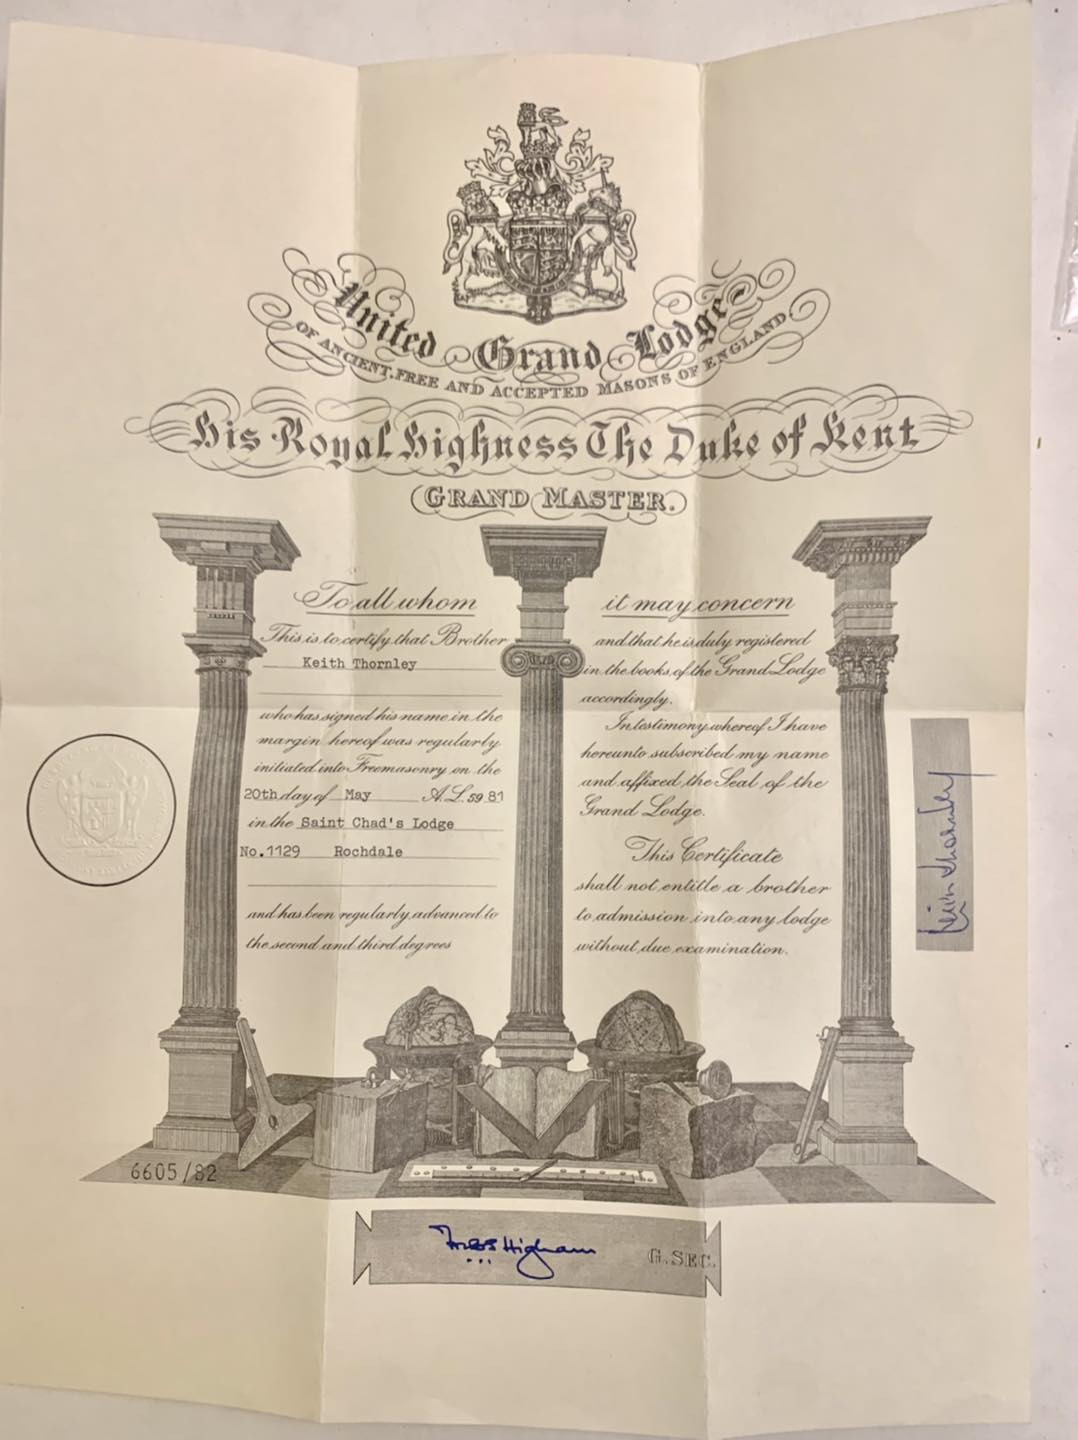 United Grand Lodge
OF ANCIENT, FREE AND ACCEPTED MASONS OF ENGLAND
His Royal Highness The Duke of Kent
GRAND MASTER.
To all whom
This is to certify that Brother
Keith Thornley
who has signed his name in the
margin hereof was regularly
initiated into Freemasonry on the
20th day of May A.L. 5981
in the Saint Chad's Lodge
No.1129 Rochdale
and has been regularly advanced to
the second and third degrees
it may concern
and that he is duly registered
in the books of the Grand Lodge
accordingly.
In testimony whereof I have
hereunto subscribed my name
and affixed the Seal of the
Grand Lodge.
This Certificate
shall not entitle a brother
to admission into any lodge
without due examination.
Keith Thornley
6605/82
Higham
G. SEC.